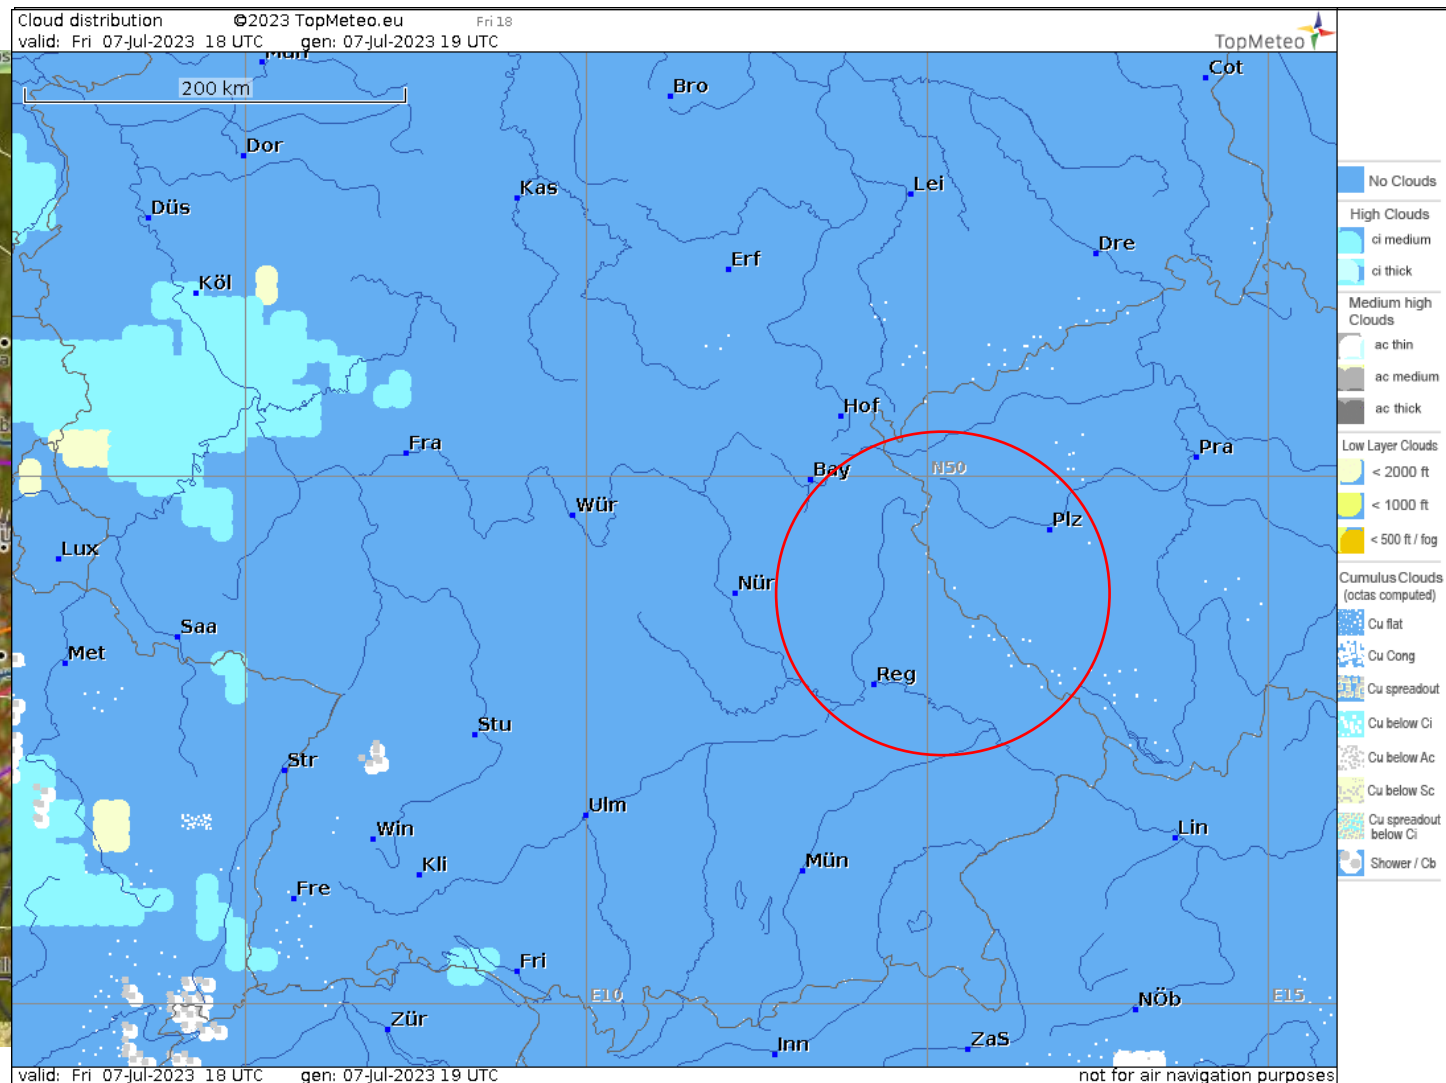 Cloud distribution ©2023 TopMeteo.eu Fri 18
valid: Fri 07-Jul-2023 18 UTC gen: 07-Jul-2023 19 UTC
TopMeteo
200 km
Bro
Cot
Dor
Kas
Lei
Düs
Dre
Erf
Köl
Hof
Fra
Bay
N50
Pra
Wür
Plz
Lux
Nür
Saa
Met
Reg
Stu
Str
Ulm
Win
Lin
Kli
Mün
Fre
Fri
E10
E15
NÖb
Zür
Inn
ZaS
valid: Fri 07-Jul-2023 18 UTC gen: 07-Jul-2023 19 UTC
not for air navigation purposes
No Clouds
High Clouds
ci medium
ci thick
Medium high
Clouds
ac thin
ac medium
ac thick
Low Layer Clouds
< 2000 ft
< 1000 ft
< 500 ft / fog
Cumulus Clouds
(octas computed)
Cu flat
Cu Cong
Cu spreadout
Cu below Ci
Cu below Ac
Cu below Sc
Cu spreadout
below Ci
Shower / Cb